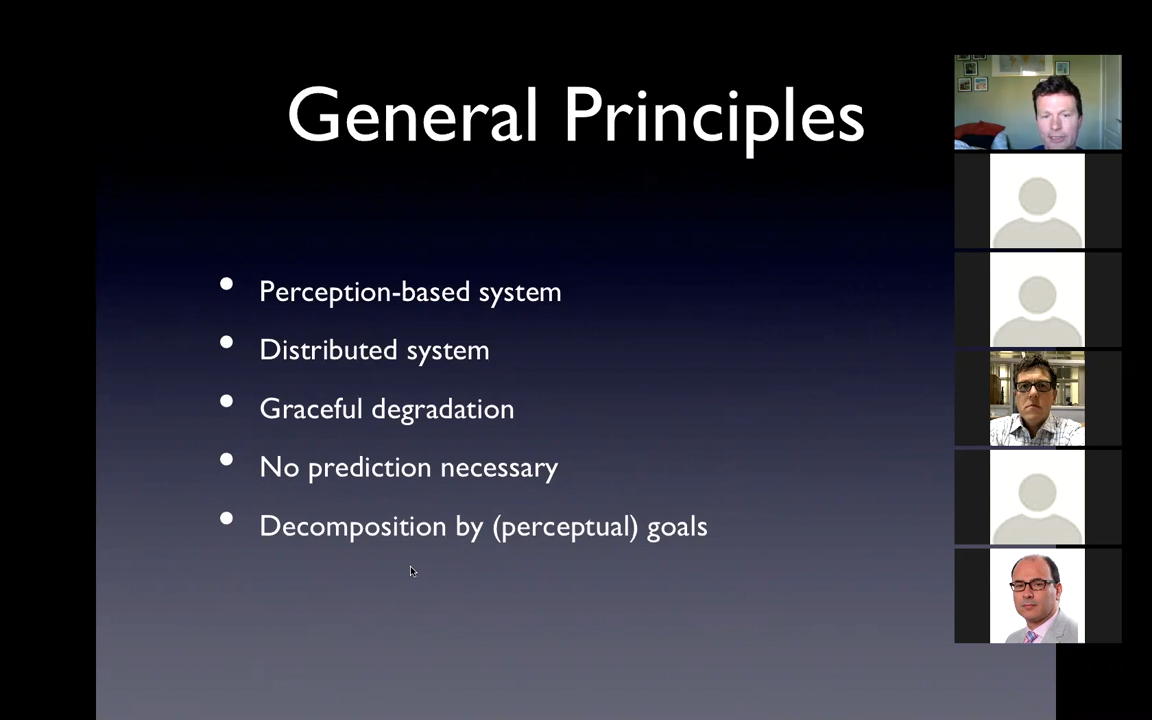 General Principles
• Perception-based system
• Distributed system
• Graceful degradation
• No prediction necessary
• Decomposition by (perceptual) goals